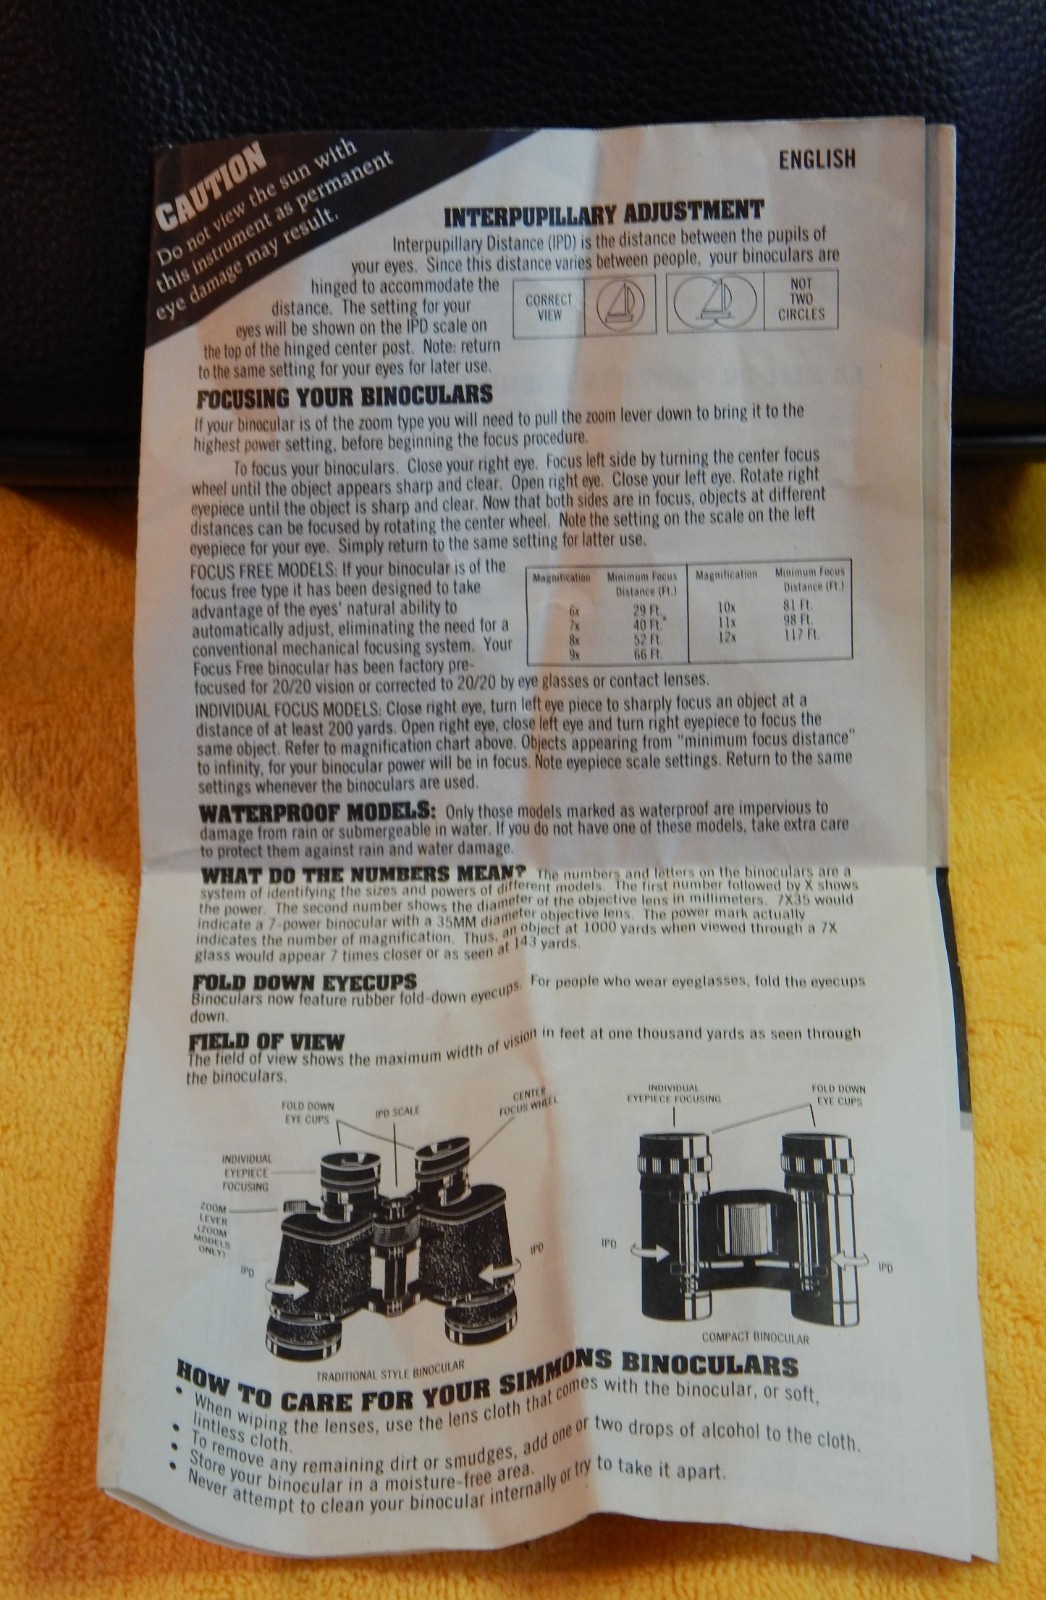 CAUTION
Do not view the sun with
this instrument as permanent
eye damage may result.
ENGLISH
INTERPUPILLARY ADJUSTMENT
Interpupillary Distance (IPD) is the distance between the pupils of
your eyes. Since this distance varies between people, your binoculars are
hinged to accommodate the
distance. The setting for your
eyes will be shown on the IPD scale on
the top of the hinged center post. Note: return
to the same setting for your eyes for later use.
CORRECT
VIEW
NOT
TWO
CIRCLES
FOCUSING YOUR BINOCULARS
If your binocular is of the zoom type you will need to pull the zoom lever down to bring it to the
highest power setting, before beginning the focus procedure.
To focus your binoculars. Close your right eye. Focus left side by turning the center focus
wheel until the object appears sharp and clear. Open right eye. Close your left eye. Rotate right
eyepiece until the object is sharp and clear. Now that both sides are in focus, objects at different
distances can be focused by rotating the center wheel. Note the setting on the scale on the left
eyepiece for your eye. Simply return to the same setting for latter use.
FOCUS FREE MODELS: If your binocular is of the
focus free type it has been designed to take
advantage of the eyes' natural ability to
automatically adjust, eliminating the need for a
conventional mechanical focusing system. Your
Focus Free binocular has been factory pre-
focused for 20/20 vision or corrected to 20/20 by eye glasses or contact lenses.
Magnification Minimum Focus Magnification Minimum Focus
Distance (Ft.) Distance (Ft.)
6x 29 Ft. 10x 81 Ft.
7x 40 Ft. 11x 98 Ft.
8x 52 Ft. 12x 117 Ft.
9x 66 Ft.
INDIVIDUAL FOCUS MODELS: Close right eye, turn left eye piece to sharply focus an object at a
distance of at least 200 yards. Open right eye, close left eye and turn right eyepiece to focus the
same object. Refer to magnification chart above. Objects appearing from "minimum focus distance"
to infinity, for your binocular power will be in focus. Note eyepiece scale settings. Return to the same
settings whenever the binoculars are used.
WATERPROOF MODELS: Only those models marked as waterproof are impervious to
damage from rain or submergeable in water. If you do not have one of these models, take extra care
to protect them against rain and water damage.
WHAT DO THE NUMBERS MEAN? The numbers and letters on the binoculars are a
system of identifying the sizes and powers of different models. The first number followed by X shows
the power. The second number shows the diameter of the objective lens in millimeters. 7X35 would
indicate a 7-power binocular with a 35MM diameter objective lens. The power mark actually
indicates the number of magnification. Thus, an object at 1000 yards when viewed through a 7X
glass would appear 7 times closer or as seen at 143 yards.
FOLD DOWN EYECUPS
Binoculars now feature rubber fold-down eyecups. For people who wear eyeglasses, fold the eyecups
down.
FIELD OF VIEW
The field of view shows the maximum width of vision in feet at one thousand yards as seen through
the binoculars.
FOLD DOWN
EYE CUPS
IPD SCALE
CENTER
FOCUS WHEEL
INDIVIDUAL
EYEPIECE
FOCUSING
ZOOM
LEVER
(ZOOM
MODELS
ONLY)
IPD
IPD
TRADITIONAL STYLE BINOCULAR
INDIVIDUAL
EYEPIECE FOCUSING
FOLD DOWN
EYE CUPS
IPD
IPD
COMPACT BINOCULAR
HOW TO CARE FOR YOUR SIMMONS BINOCULARS
• When wiping the lenses, use the lens cloth that comes with the binocular, or soft,
lintless cloth.
• To remove any remaining dirt or smudges, add one or two drops of alcohol to the cloth.
• Store your binocular in a moisture-free area.
• Never attempt to clean your binocular internally or try to take it apart.